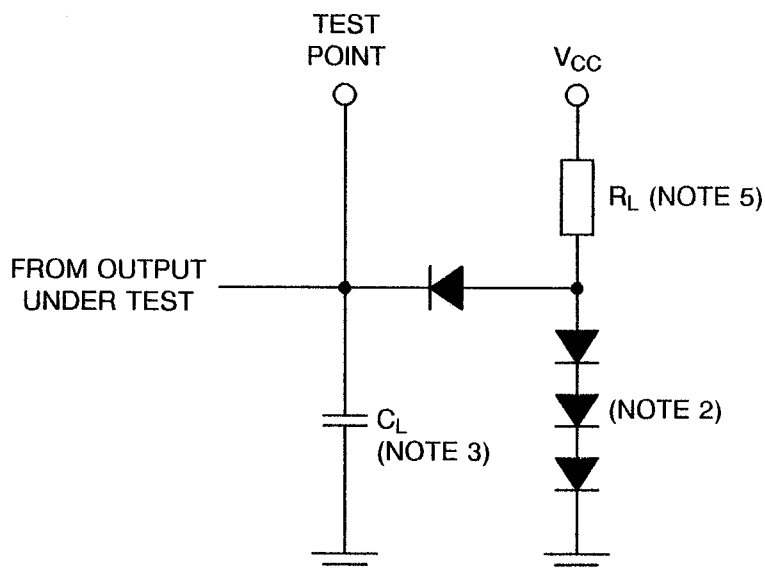 TEST
POINT
VCC
RL (NOTE 5)
FROM OUTPUT
UNDER TEST
CL
(NOTE 3)
(NOTE 2)